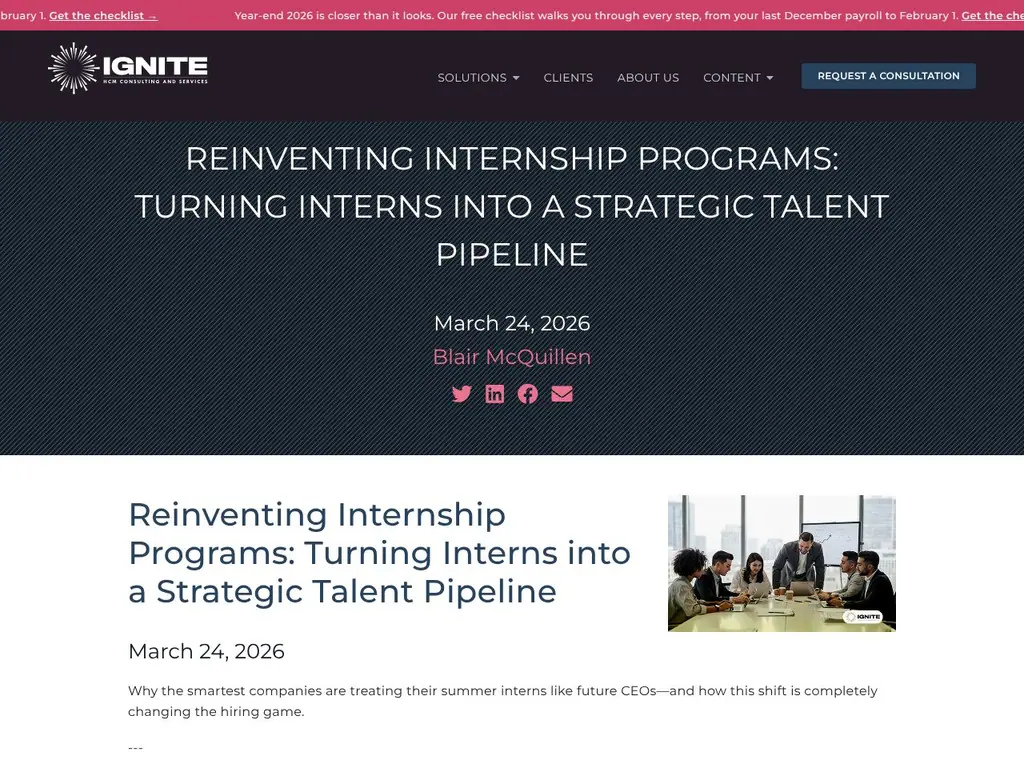 bruary 1. Get the checklist → Year-end 2026 is closer than it looks. Our free checklist walks you through every step, from your last December payroll to February 1. Get the che
IGNITE
HCM CONSULTING AND SERVICES
SOLUTIONS CLIENTS ABOUT US CONTENT REQUEST A CONSULTATION
REINVENTING INTERNSHIP PROGRAMS:
TURNING INTERNS INTO A STRATEGIC TALENT
PIPELINE
March 24, 2026
Blair McQuillen
Reinventing Internship
Programs: Turning Interns into
a Strategic Talent Pipeline
IGNITE
March 24, 2026
Why the smartest companies are treating their summer interns like future CEOs—and how this shift is completely
changing the hiring game.
---